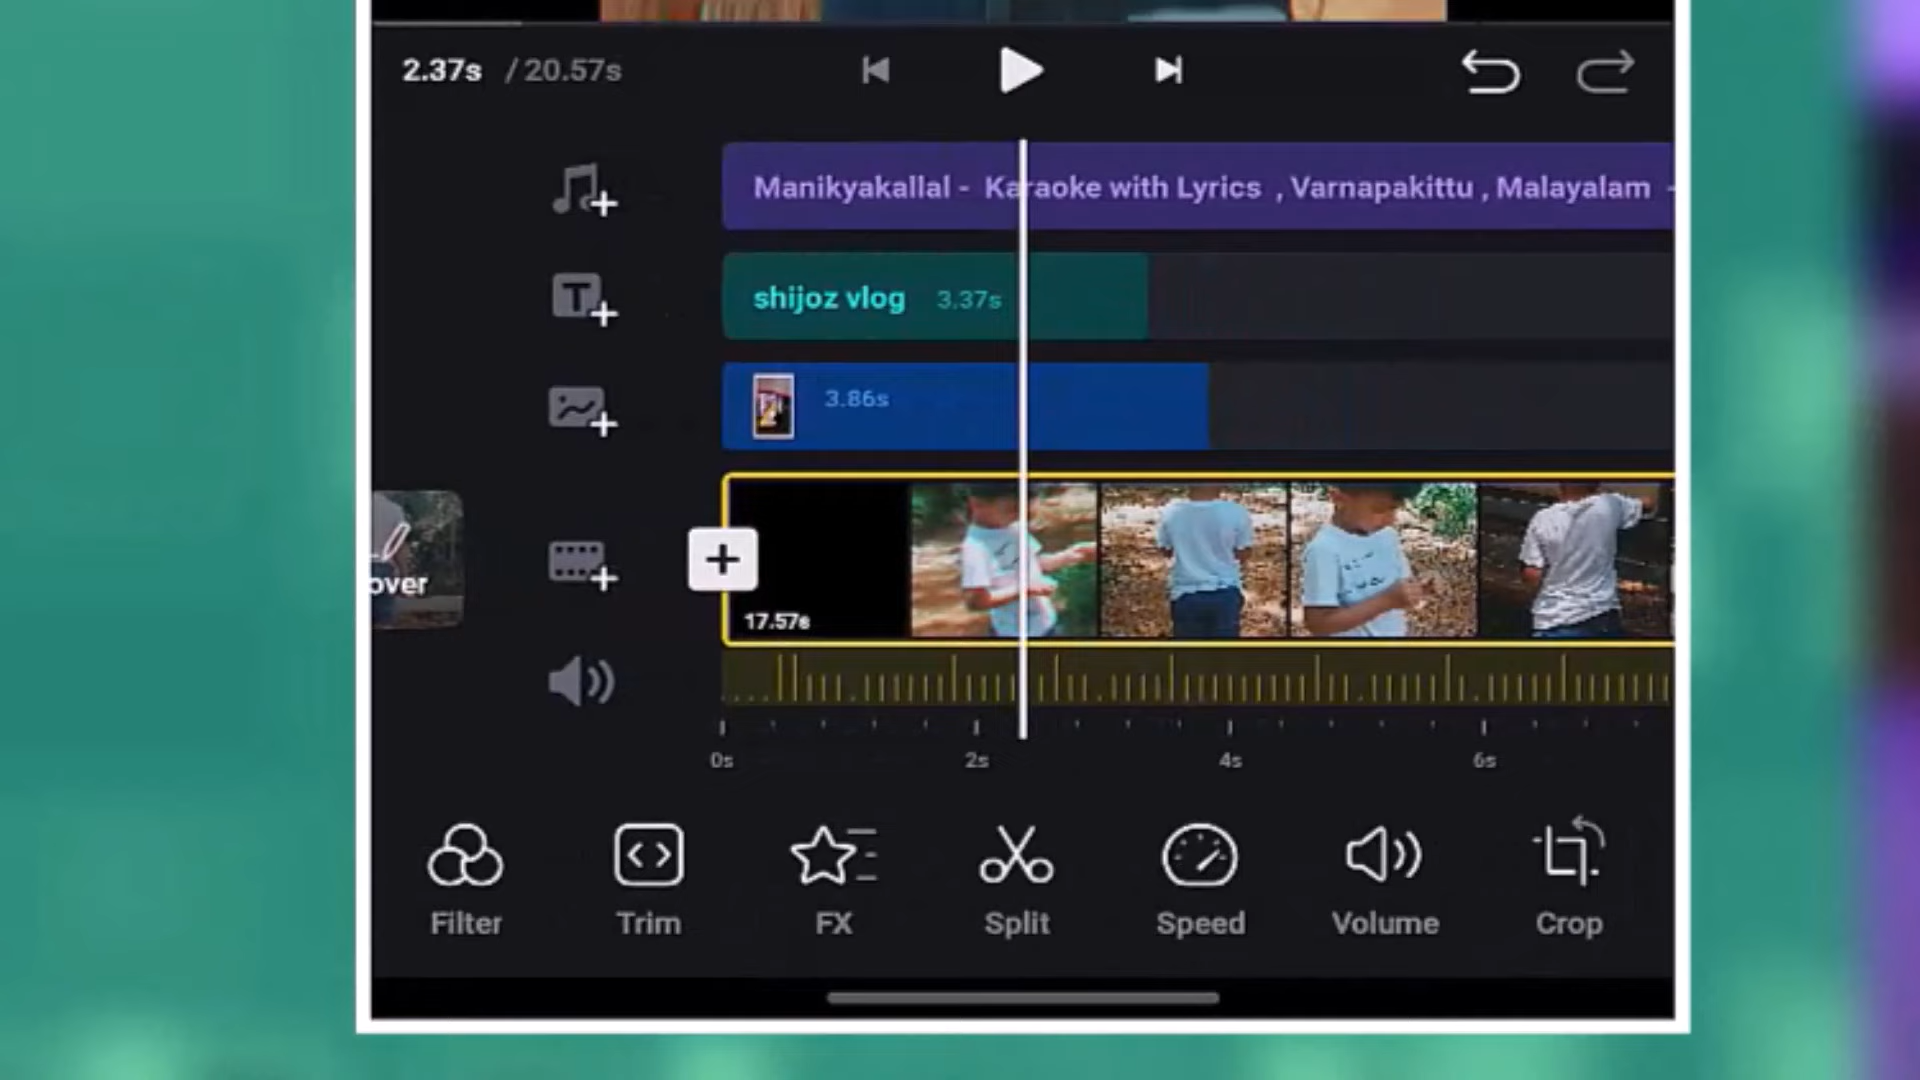 2.37s / 20.57s
Manikyakallal - Karaoke with Lyrics , Varnapakittu , Malayalam -
shijoz vlog 3.37s
3.86s
over
17.57s
0s 2s 4s 6s
Filter Trim FX Split Speed Volume Crop